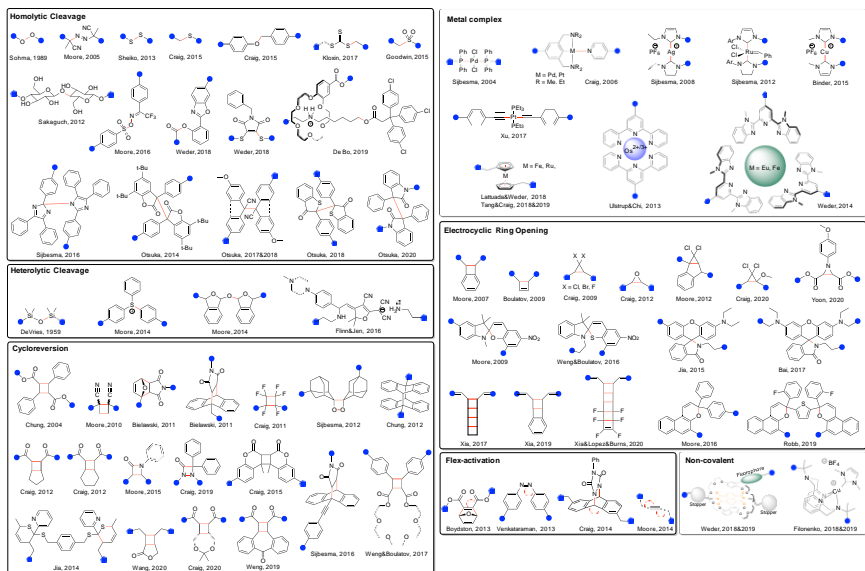 Homolytic Cleavage
Sohma, 1989
Moore, 2005
Sheiko, 2013
Craig, 2015
Craig, 2015
Kloxin, 2017
Goodwin, 2015
Sakaguch, 2012
Moore, 2016
Weder, 2018
Weder, 2018
De Bo, 2019
Sijbesma, 2016
Otsuka, 2014
Otsuka, 2017&2018
Otsuka, 2018
Otsuka, 2020
Heterolytic Cleavage
DeVries, 1959
Moore, 2014
Moore, 2014
Flinn&Jen, 2016
Cycloreversion
Chung, 2004
Moore, 2010
Bielawski, 2011
Bielawski, 2011
Craig, 2011
Sijbesma, 2012
Chung, 2012
Craig, 2012
Craig, 2012
Moore, 2015
Craig, 2019
Craig, 2015
Sijbesma, 2016
Weng&Boulatov, 2017
Jia, 2014
Wang, 2020
Craig, 2020
Weng, 2019
Metal complex
Sijbesma, 2004
M = Pd, Pt
R = Me, Et
Craig, 2006
Sijbesma, 2008
Sijbesma, 2012
Binder, 2015
Xu, 2017
M = Fe, Ru,
Lattuada&Weder, 2018
Tang&Craig, 2018&2019
Os 2+/3+
Ulstrup&Chi, 2013
M = Eu, Fe
Weder, 2014
Electrocyclic Ring Opening
Moore, 2007
Boulatov, 2009
X = Cl, Br, F
Craig, 2009
Craig, 2012
Moore, 2012
Craig, 2020
Yoon, 2020
Moore, 2009
Weng&Boulatov, 2016
Jia, 2015
Bai, 2017
Xia, 2017
Xia, 2019
Xia&Lopez&Burns, 2020
Moore, 2016
Robb, 2019
Flex-activation
Boydston, 2013
Venkataraman, 2013
Craig, 2014
Moore, 2014
Non-covalent
Fluorophore
Stopper
Stopper
Weder, 2018&2019
Filonenko, 2018&2019